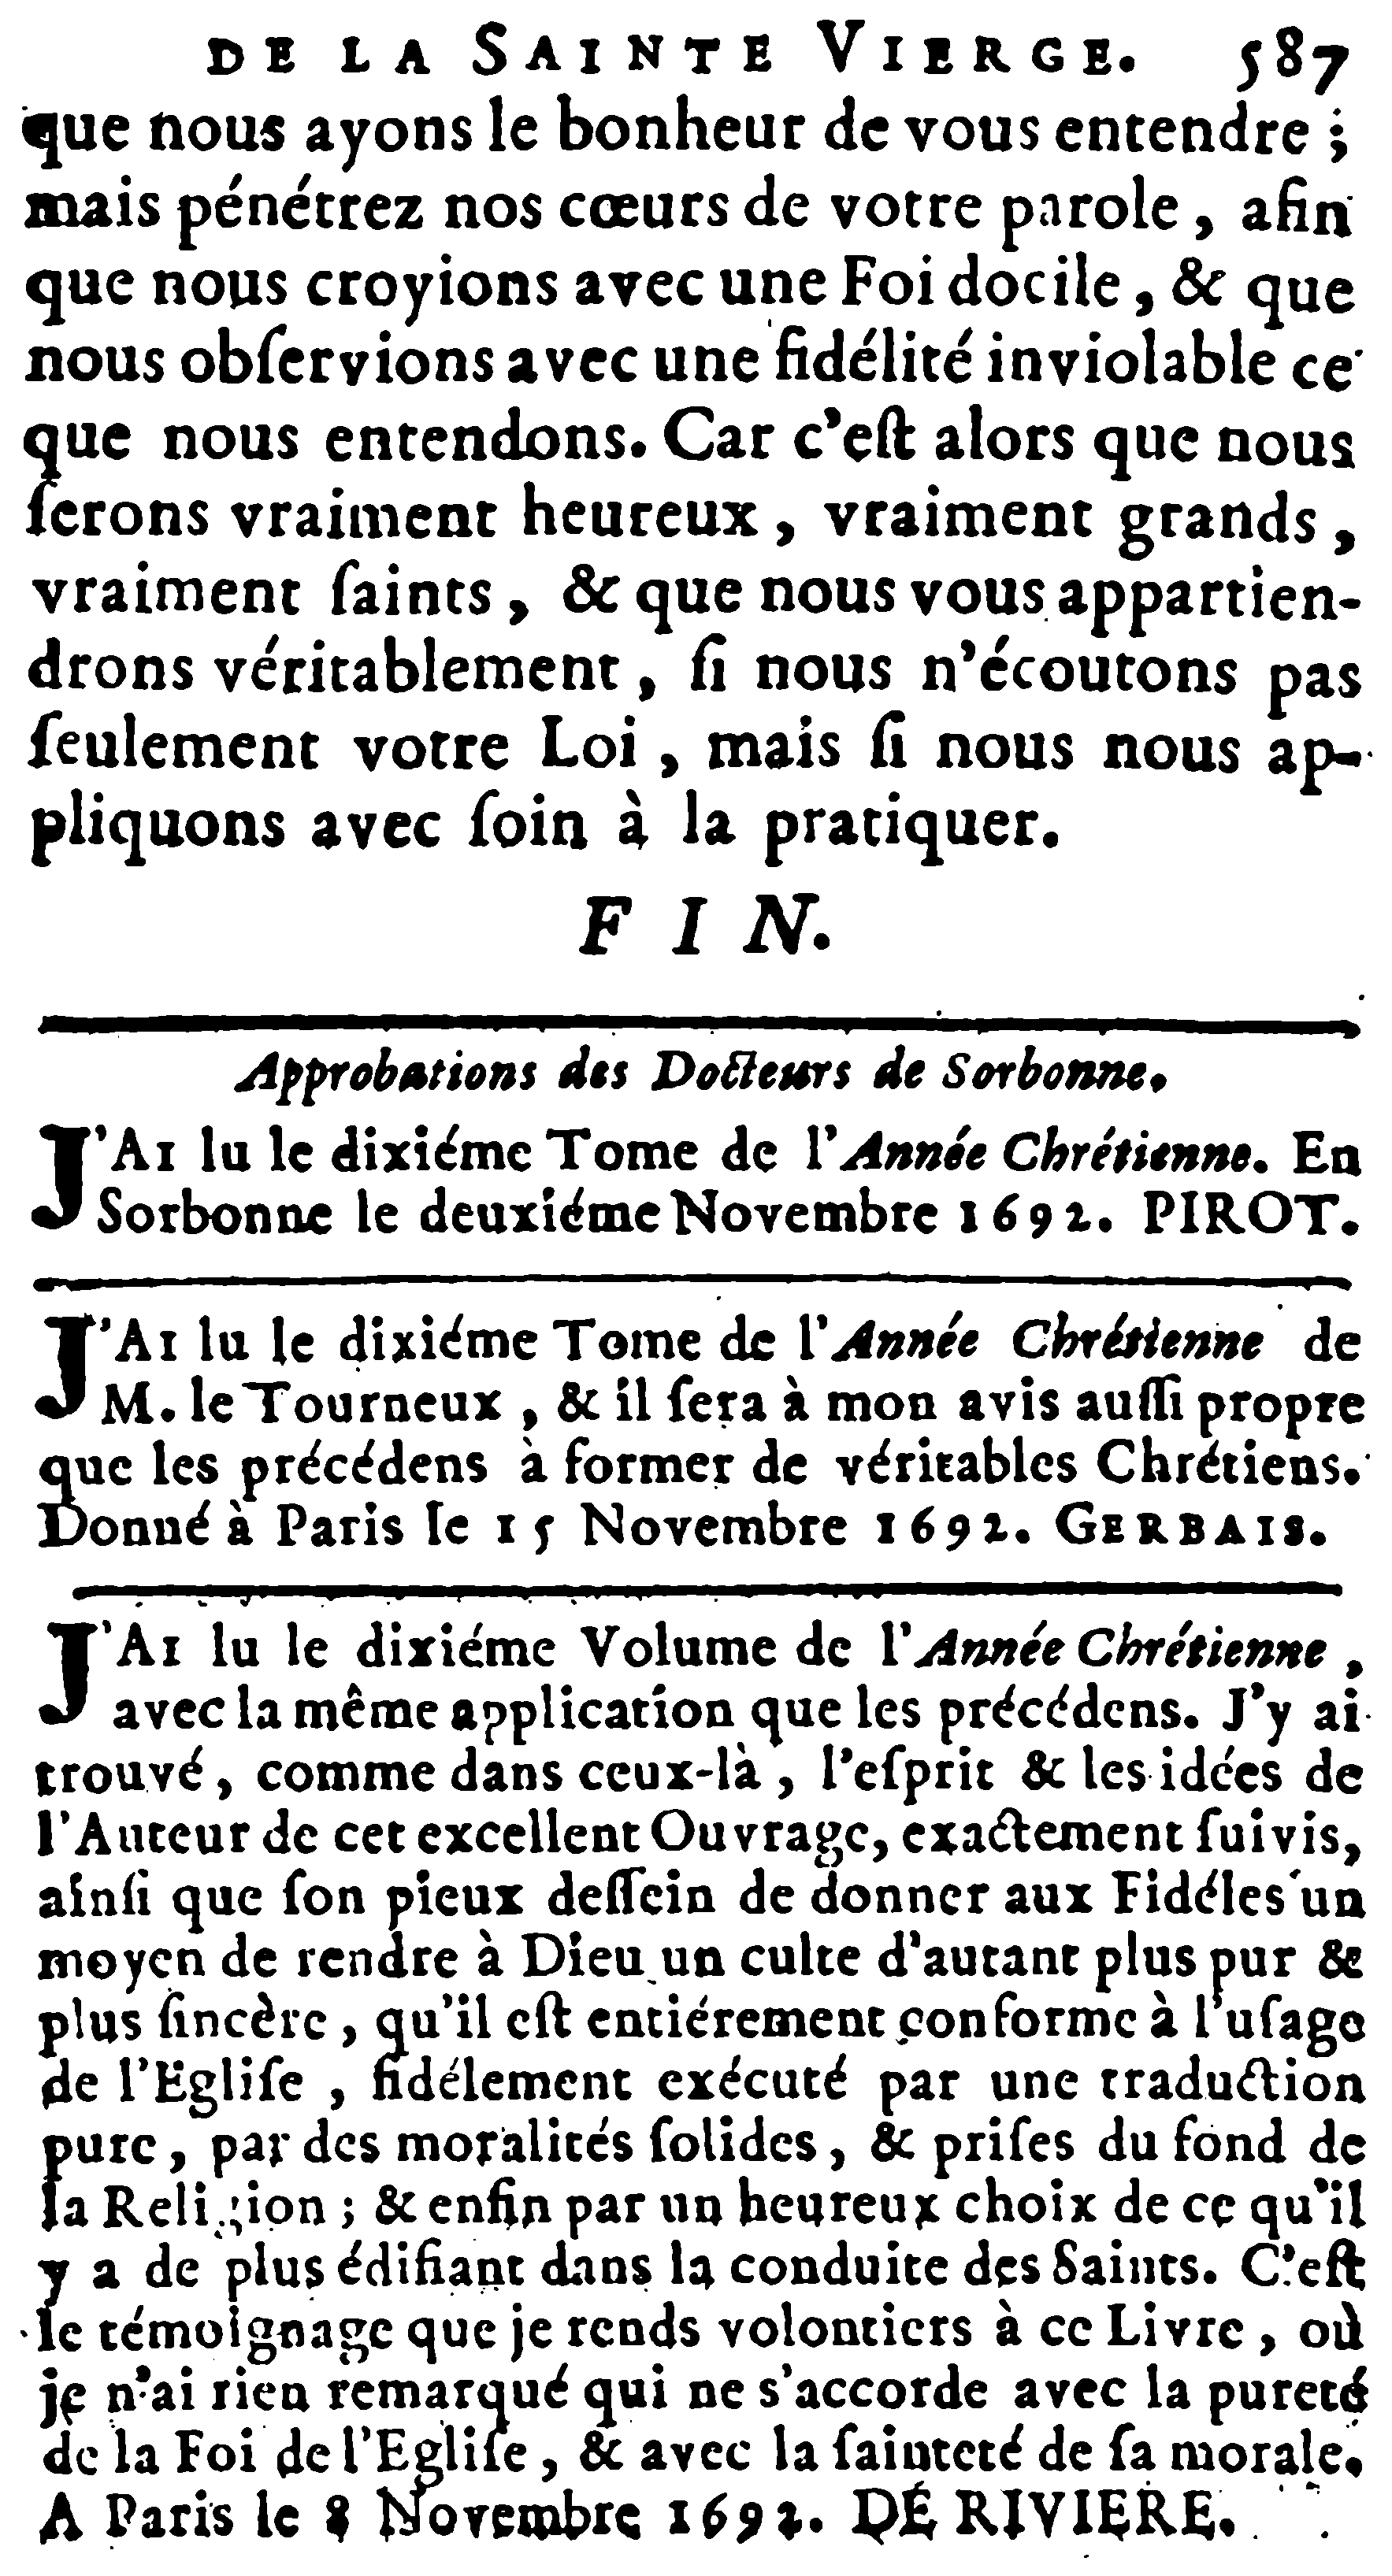 DE LA SAINTE VIERGE. 587
que nous ayons le bonheur de vous entendre ;
mais pénétrez nos cœurs de votre parole , afin
que nous croyions avec une Foi docile , & que
nous obſervions avec une fidélité inviolable ce
que nous entendons. Car c'eſt alors que nous
ſerons vraiment heureux , vraiment grands ,
vraiment ſaints , & que nous vous appartien-
drons véritablement , ſi nous n'écoutons pas
ſeulement votre Loi , mais ſi nous nous ap-
pliquons avec ſoin à la pratiquer.
F I N.
Approbations des Docteurs de Sorbonne.
J'AI lu le dixiéme Tome de l'Année Chrétienne. En
Sorbonne le deuxiéme Novembre 1692. PIROT.
J'AI lu le dixiéme Tome de l'Année Chrétienne de
M. le Tourneux , & il ſera à mon avis auſſi propre
que les précédens à former de véritables Chrétiens.
Donné à Paris le 15 Novembre 1692. GERBAIS.
J'AI lu le dixiéme Volume de l'Année Chrétienne ,
avec la même application que les précédens. J'y ai
trouvé , comme dans ceux-là , l'eſprit & les idées de
l'Auteur de cet excellent Ouvrage, exactement ſuivis,
ainſi que ſon pieux deſſein de donner aux Fidéles un
moyen de rendre à Dieu un culte d'autant plus pur &
plus ſincère , qu'il eſt entiérement conforme à l'uſage
de l'Egliſe , fidélement exécuté par une traduction
pure , par des moralités ſolides , & priſes du fond de
la Religion ; & enfin par un heureux choix de ce qu'il
y a de plus édifiant dans la conduite des Saints. C'eſt
le témoignage que je rends volontiers à ce Livre , où
je n'ai rien remarqué qui ne s'accorde avec la pureté
de la Foi de l'Egliſe , & avec la ſainteté de ſa morale.
A Paris le 8 Novembre 1692. DE RIVIERE.